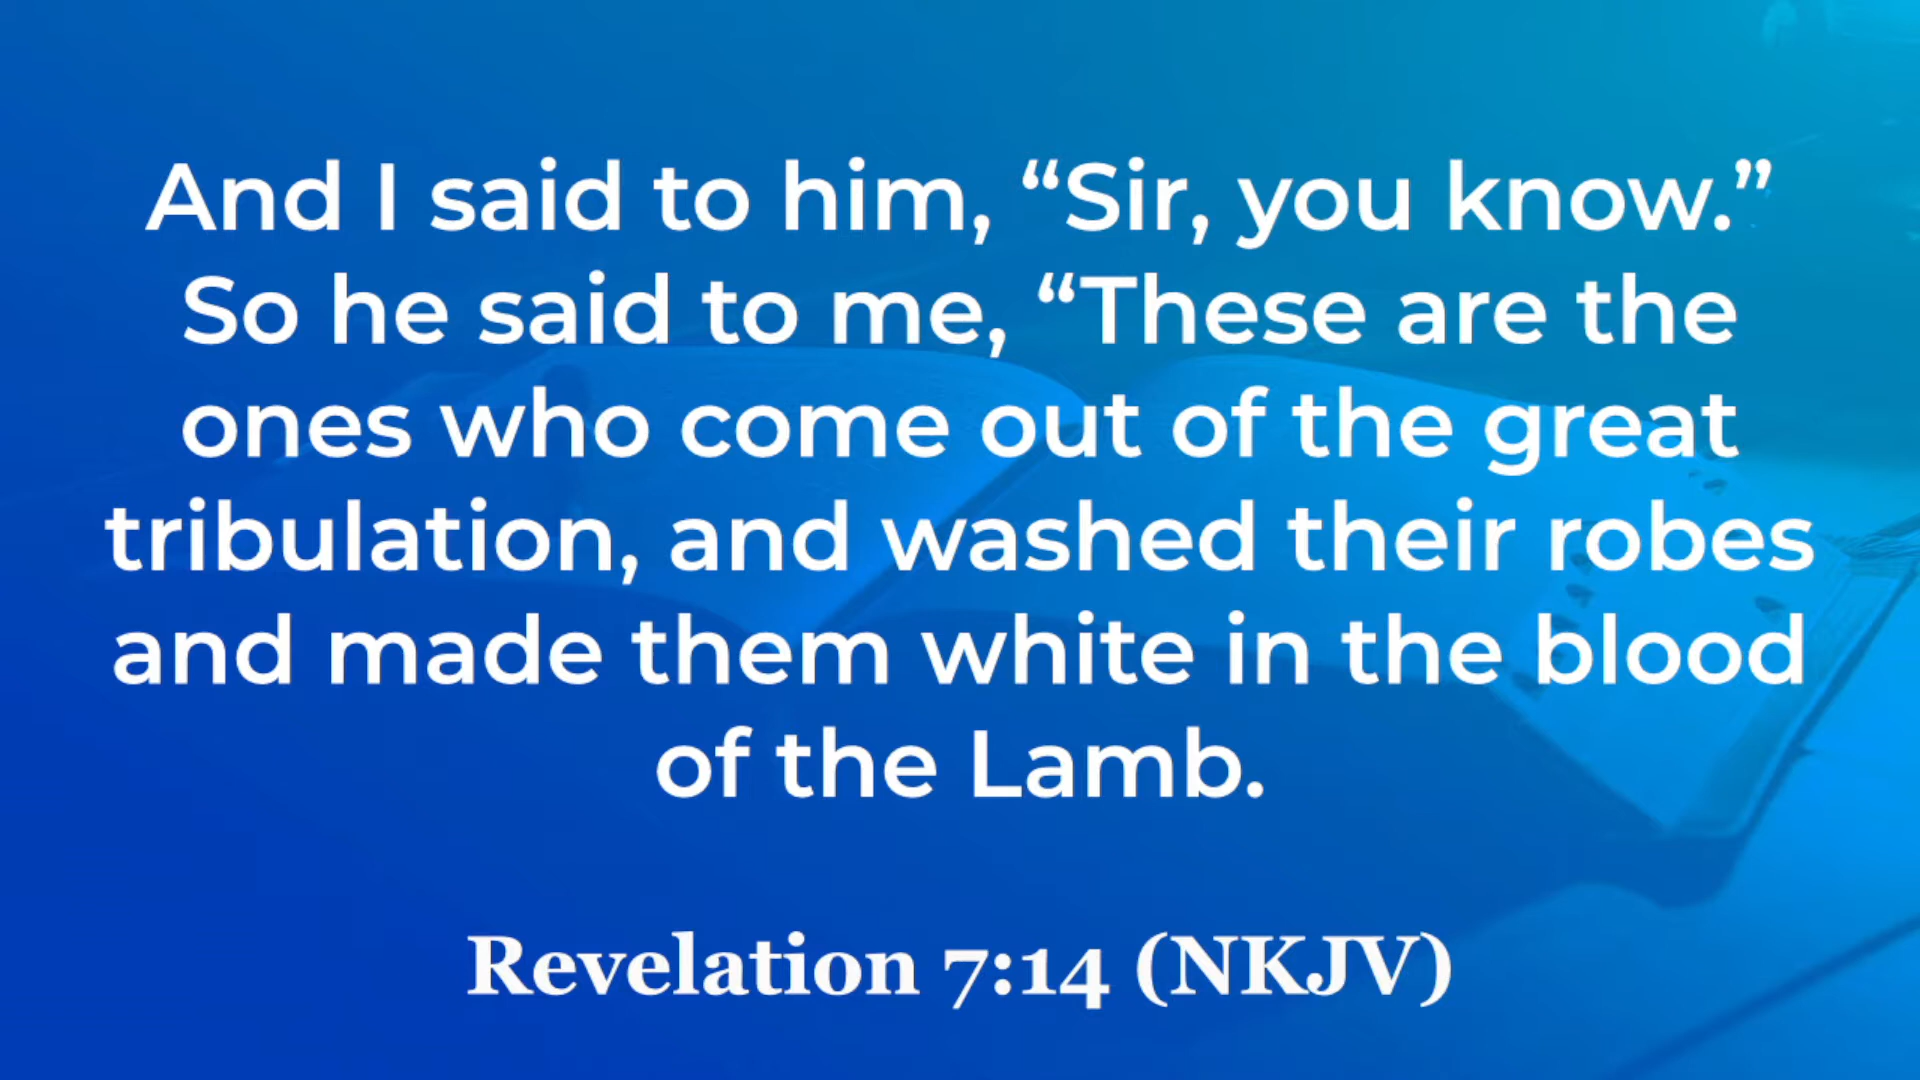 And I said to him, “Sir, you know.”
So he said to me, “These are the
ones who come out of the great
tribulation, and washed their robes
and made them white in the blood
of the Lamb.
Revelation 7:14 (NKJV)